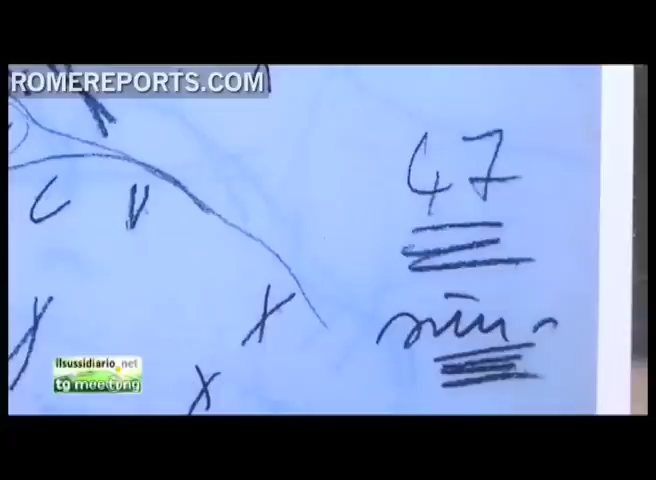 ROMEREPORTS.COM
47
C V
X
X
ilsussidiario.net
tg meeting